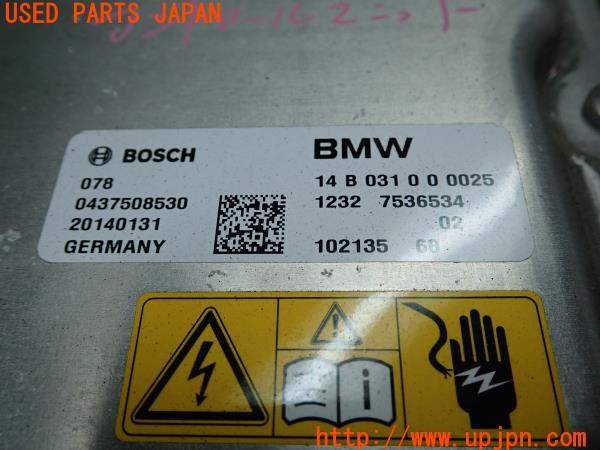 USED PARTS JAPAN
BOSCH
BMW
078
0437508530
20140131
GERMANY
14 B 031 0 0 0025
1232 7536534
02
102135 68
http://www.upjpn.com